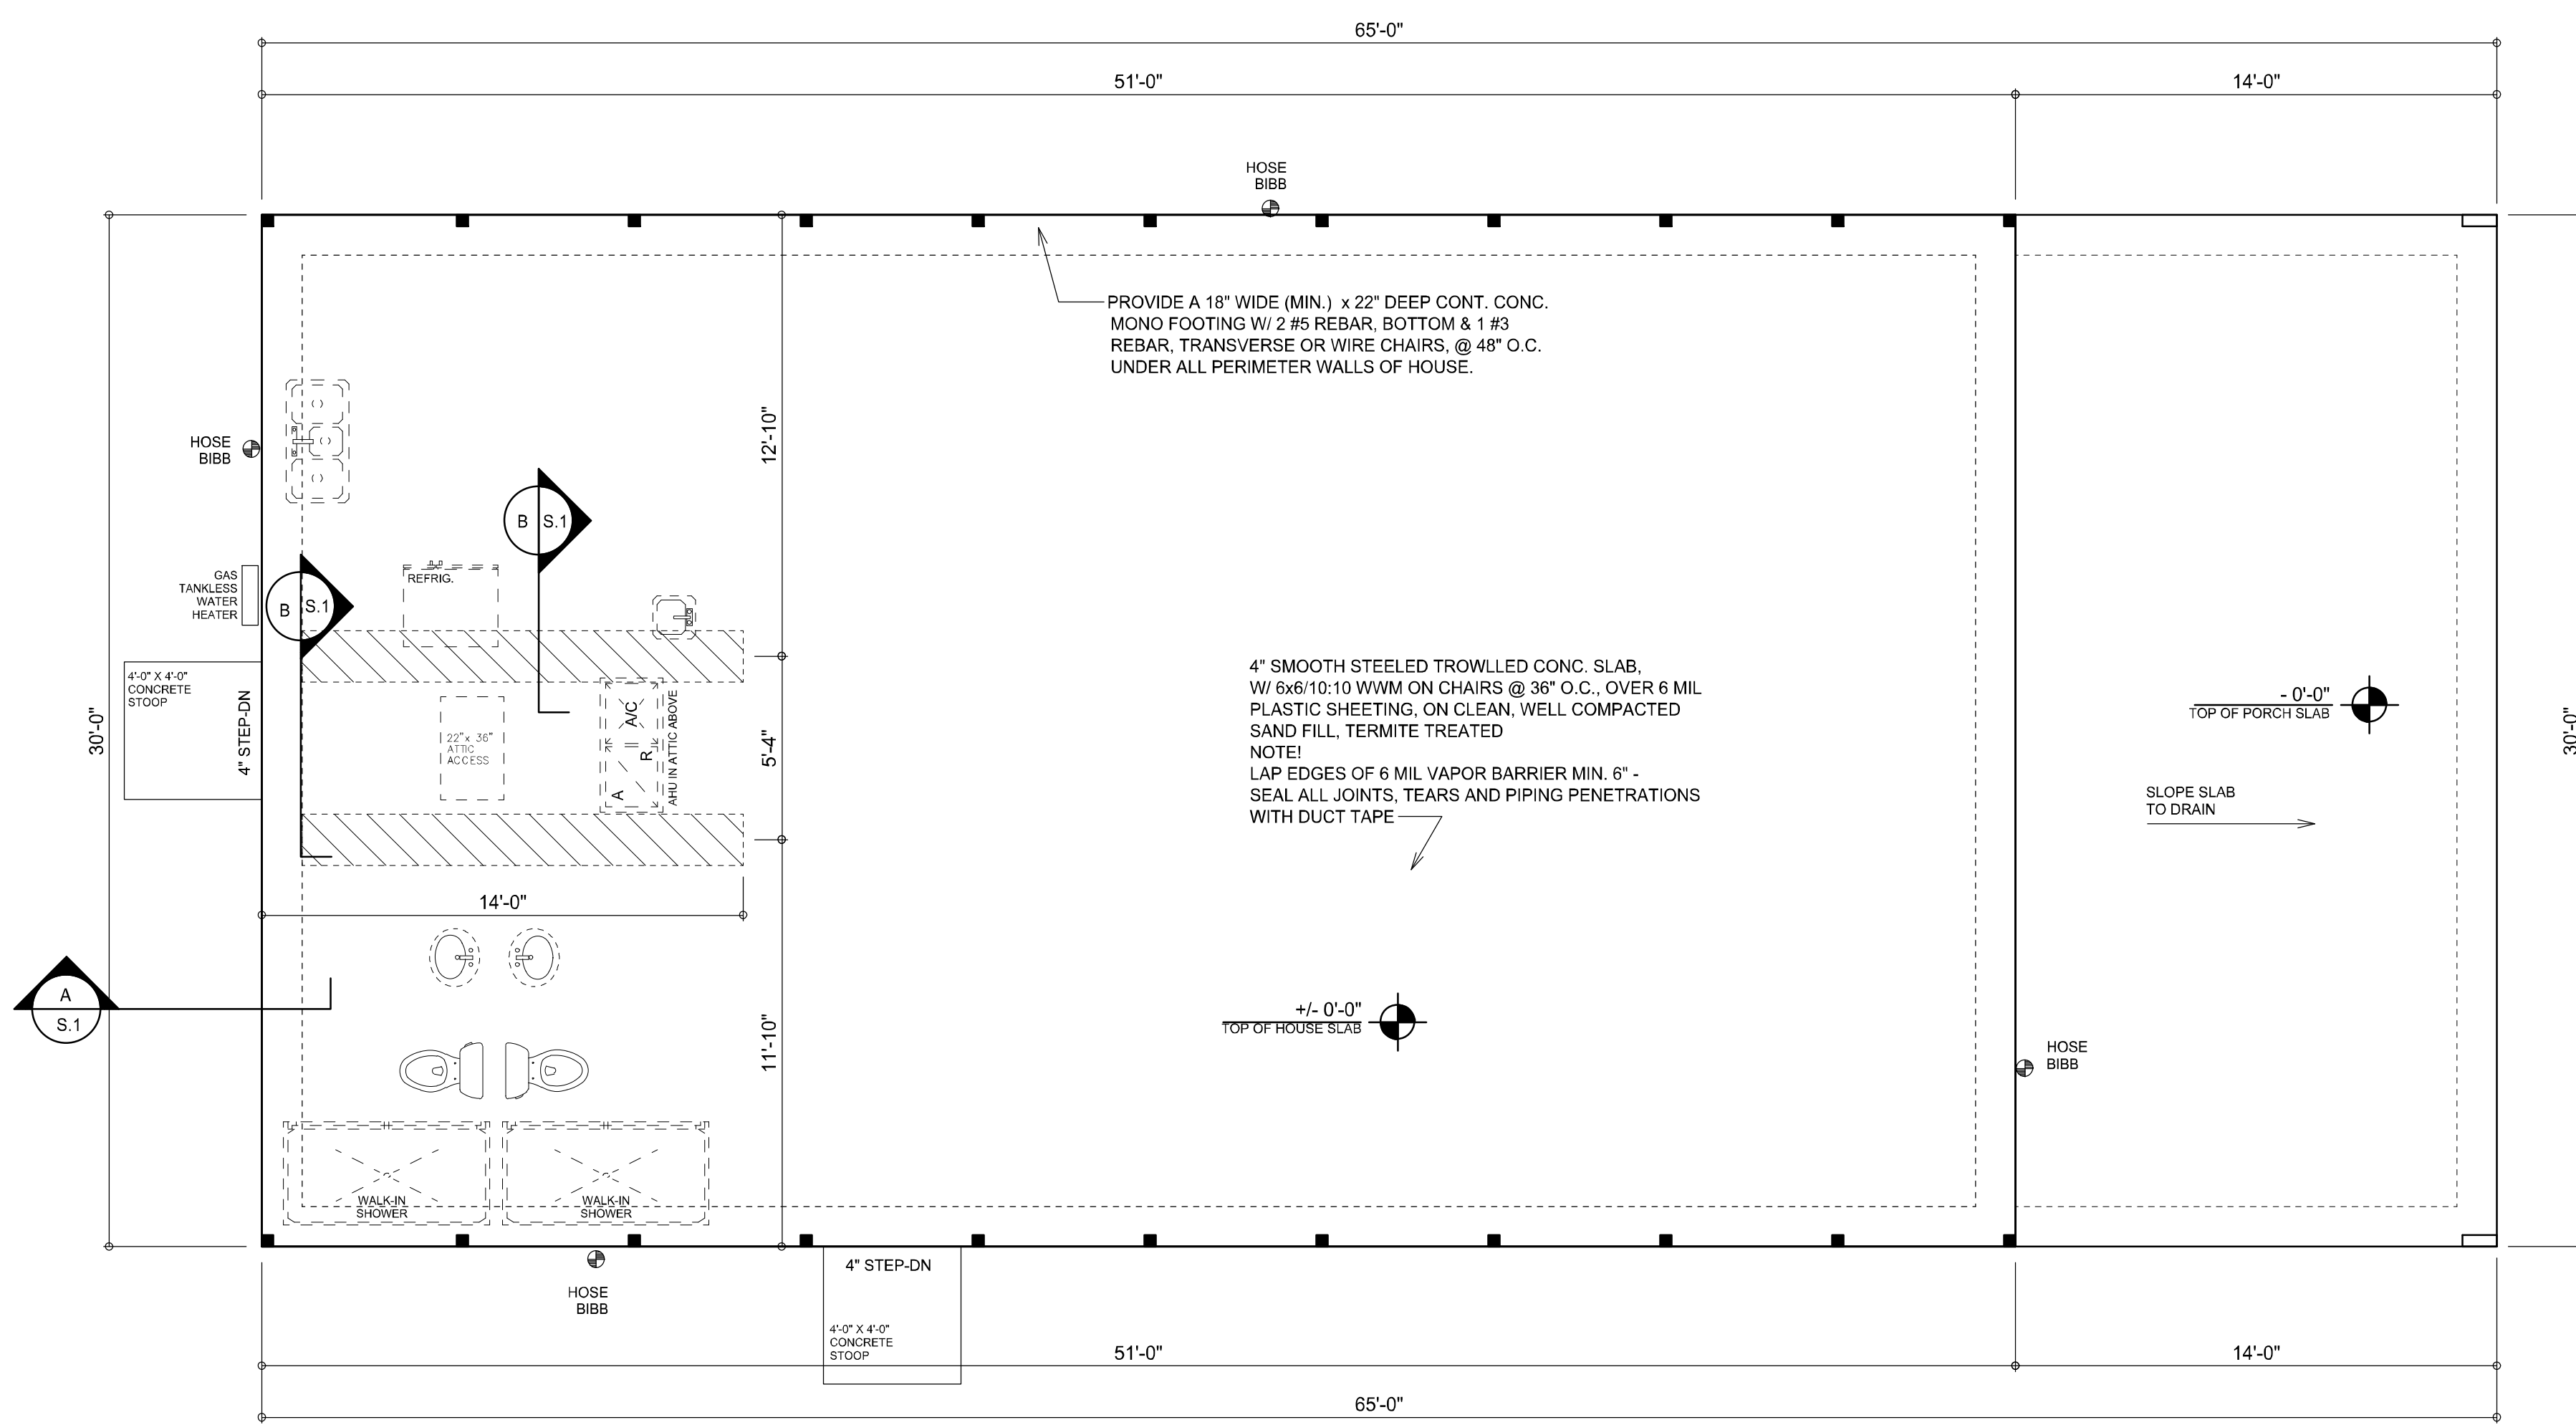 65'-0"
51'-0"
14'-0"
HOSE
BIBB
PROVIDE A 18" WIDE (MIN.) x 22" DEEP CONT. CONC.
MONO FOOTING W/ 2 #5 REBAR, BOTTOM & 1 #3
REBAR, TRANSVERSE OR WIRE CHAIRS, @ 48" O.C.
UNDER ALL PERIMETER WALLS OF HOUSE.
12'-10"
HOSE
BIBB
B S.1
GAS
TANKLESS
WATER
HEATER
B S.1
REFRIG.
4'-0" X 4'-0"
CONCRETE
STOOP
4" STEP-DN
30'-0"
22"x 36"
ATTIC
ACCESS
A/C
R
A
AHU IN ATTIC ABOVE
5'-4"
4" SMOOTH STEELED TROWLLED CONC. SLAB,
W/ 6x6/10:10 WWM ON CHAIRS @ 36" O.C., OVER 6 MIL
PLASTIC SHEETING, ON CLEAN, WELL COMPACTED
SAND FILL, TERMITE TREATED
NOTE!
LAP EDGES OF 6 MIL VAPOR BARRIER MIN. 6" -
SEAL ALL JOINTS, TEARS AND PIPING PENETRATIONS
WITH DUCT TAPE
- 0'-0"
TOP OF PORCH SLAB
30'-0"
SLOPE SLAB
TO DRAIN
14'-0"
A
S.1
11'-10"
+/- 0'-0"
TOP OF HOUSE SLAB
HOSE
BIBB
WALK-IN
SHOWER
WALK-IN
SHOWER
HOSE
BIBB
4" STEP-DN
4'-0" X 4'-0"
CONCRETE
STOOP
51'-0"
14'-0"
65'-0"